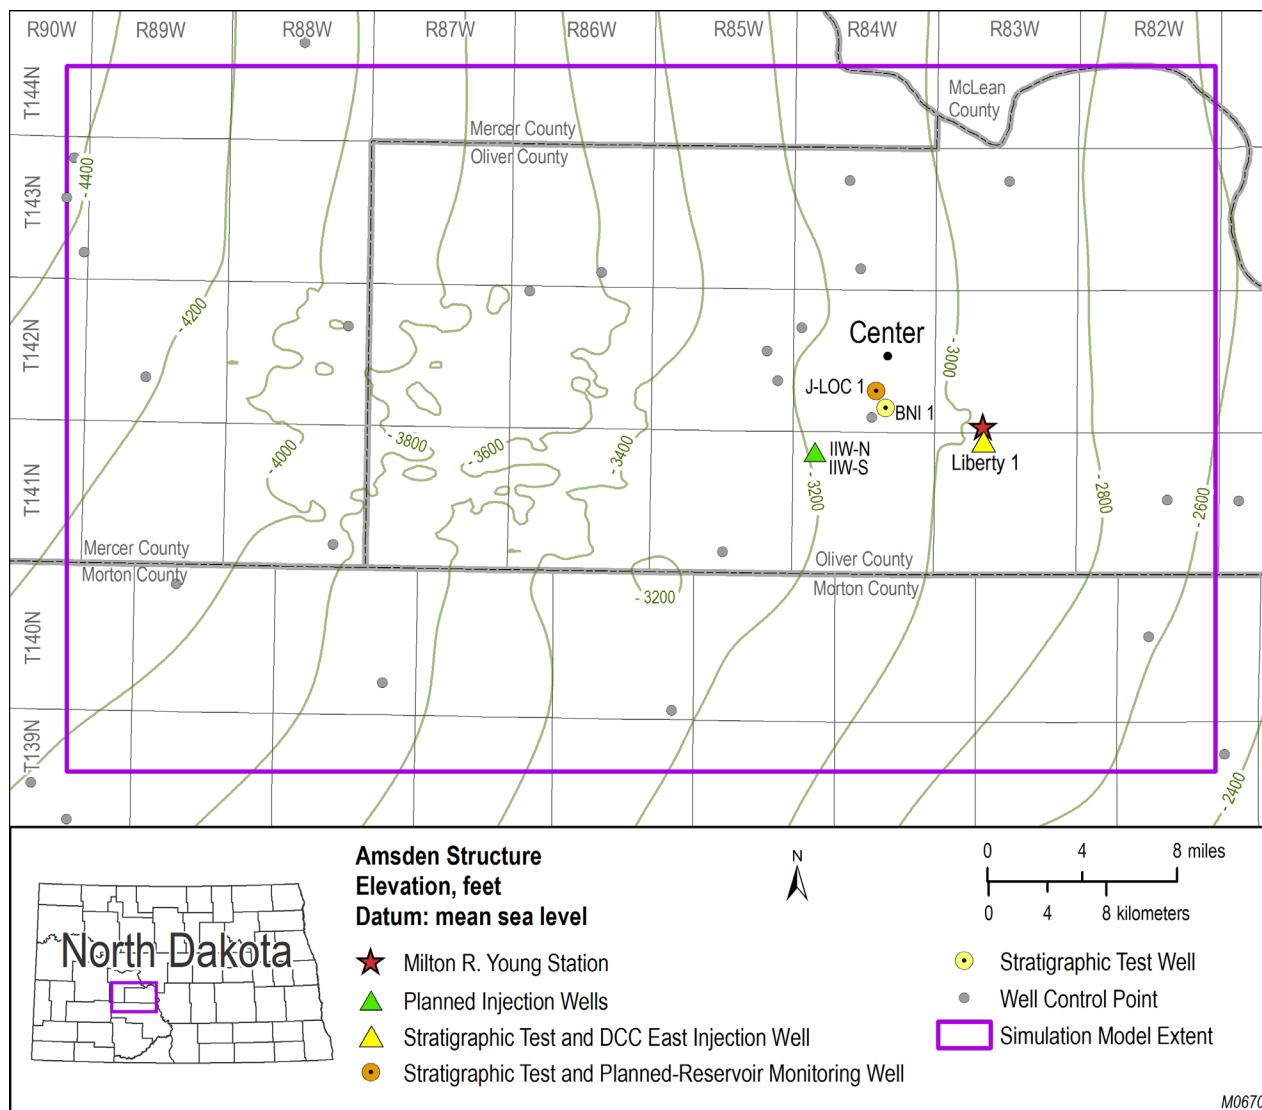 R90W R89W R88W R87W R86W R85W R84W R83W R82W
T144N
McLean
County
Mercer County
Oliver County
- 4400
T143N
- 4200
T142N
Center
- 3000
J-LOC 1
BNI 1
- 3800
- 3600
- 3400
- 4000
IIW-N
IIW-S
Liberty 1
T141N
- 3200
- 2800
- 2600
Mercer County
Morton County
Oliver County
Morton County
- 3200
T140N
T139N
- 2400
North Dakota
Amsden Structure
Elevation, feet
Datum: mean sea level
Milton R. Young Station
Planned Injection Wells
Stratigraphic Test and DCC East Injection Well
Stratigraphic Test and Planned-Reservoir Monitoring Well
N
0 4 8 miles
0 4 8 kilometers
Stratigraphic Test Well
Well Control Point
Simulation Model Extent
M0670